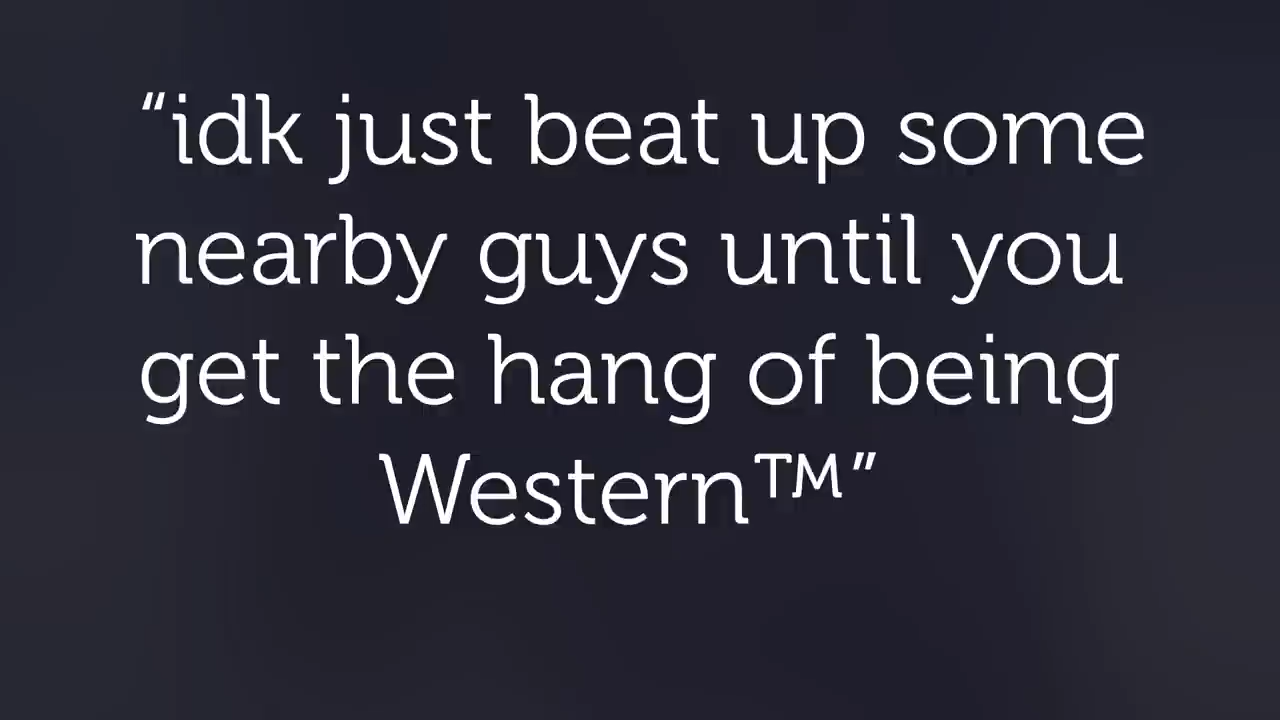 “idk just beat up some
nearby guys until you
get the hang of being
Western™”